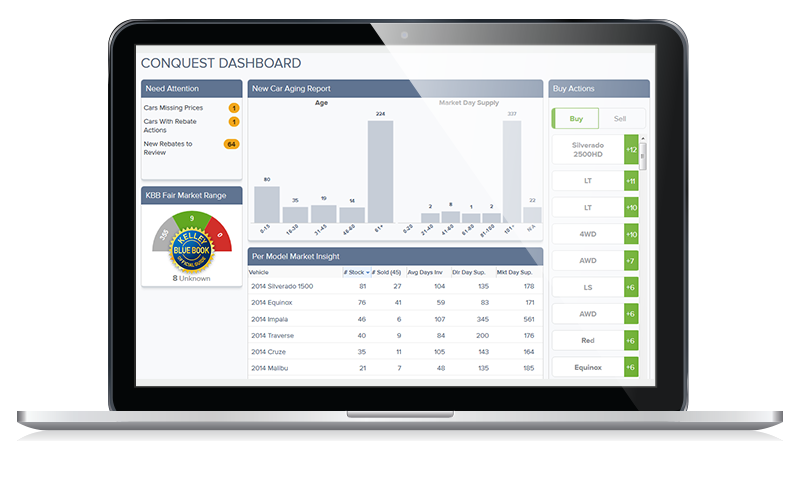 CONQUEST DASHBOARD
Need Attention
Cars Missing Prices 1
Cars With Rebate
Actions 1
New Rebates to
Review 64
KBB Fair Market Range
385 9 0
KELLEY
BLUE BOOK
OFFICIAL GUIDE
8 Unknown
New Car Aging Report
Age
80 35 19 14 224
0-15 16-30 31-45 46-60 61+
Market Day Supply
2 8 1 2 337 22
0-20 21-40 41-60 61-80 81-100 101+ N/A
Per Model Market Insight
Vehicle # Stock # Sold (45) Avg Days Inv Dlr Day Sup. Mkt Day Sup.
2014 Silverado 1500 81 27 104 135 178
2014 Equinox 76 41 59 83 171
2014 Impala 46 6 107 345 561
2014 Traverse 40 9 84 200 176
2014 Cruze 35 11 105 143 164
2014 Malibu 21 7 48 135 185
Buy Actions
Buy Sell
Silverado
2500HD +12
LT +11
LT +10
4WD +10
AWD +7
LS +6
AWD +6
Red +6
Equinox +6